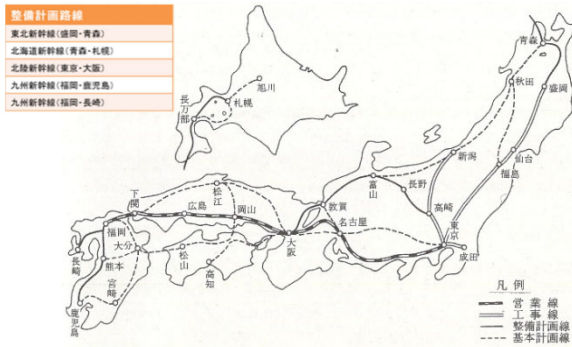 整備計画路線
東北新幹線(盛岡・青森)
北海道新幹線(青森・札幌)
北陸新幹線(東京・大阪)
九州新幹線(福岡・鹿児島)
九州新幹線(福岡・長崎)
旭川
札幌
長万部
青森
秋田
盛岡
仙台
新潟
福島
富山
長野
高崎
東京
成田
敦賀
名古屋
大阪
松江
岡山
広島
下関
福岡
大分
松山
高知
長崎
熊本
宮崎
鹿児島
凡例
営業線
工事線
整備計画線
基本計画線